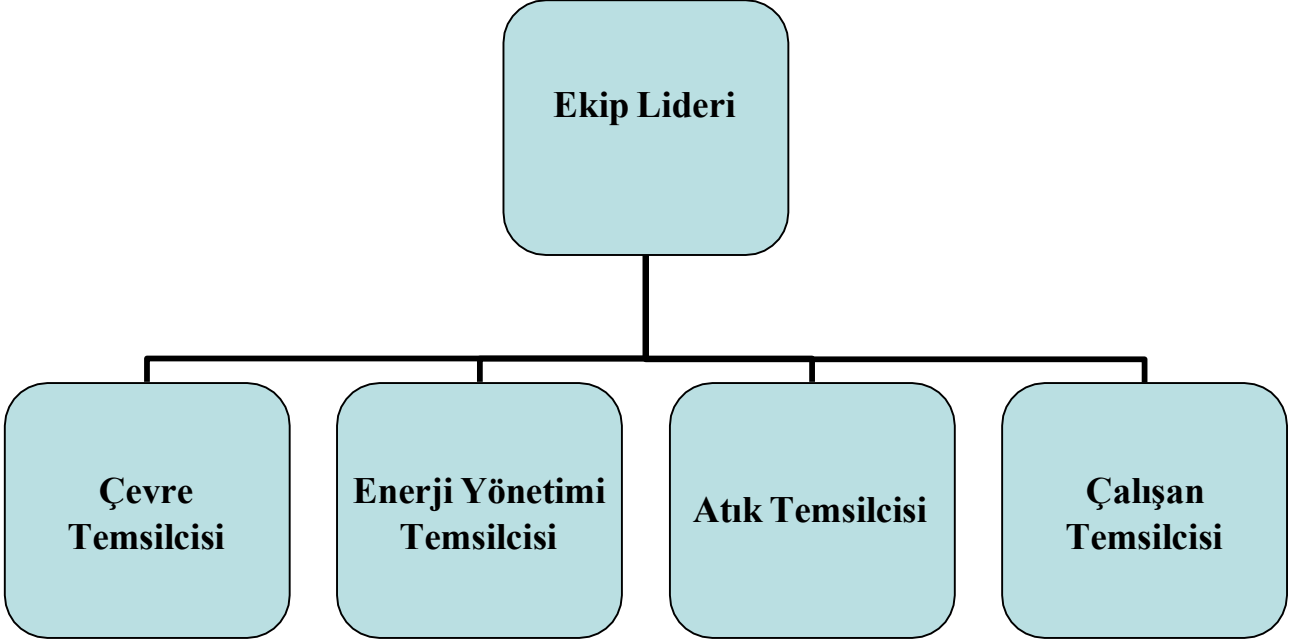 Ekip Lideri
Çevre
Temsilcisi
Enerji Yönetimi
Temsilcisi
Atık Temsilcisi
Çalışan
Temsilcisi